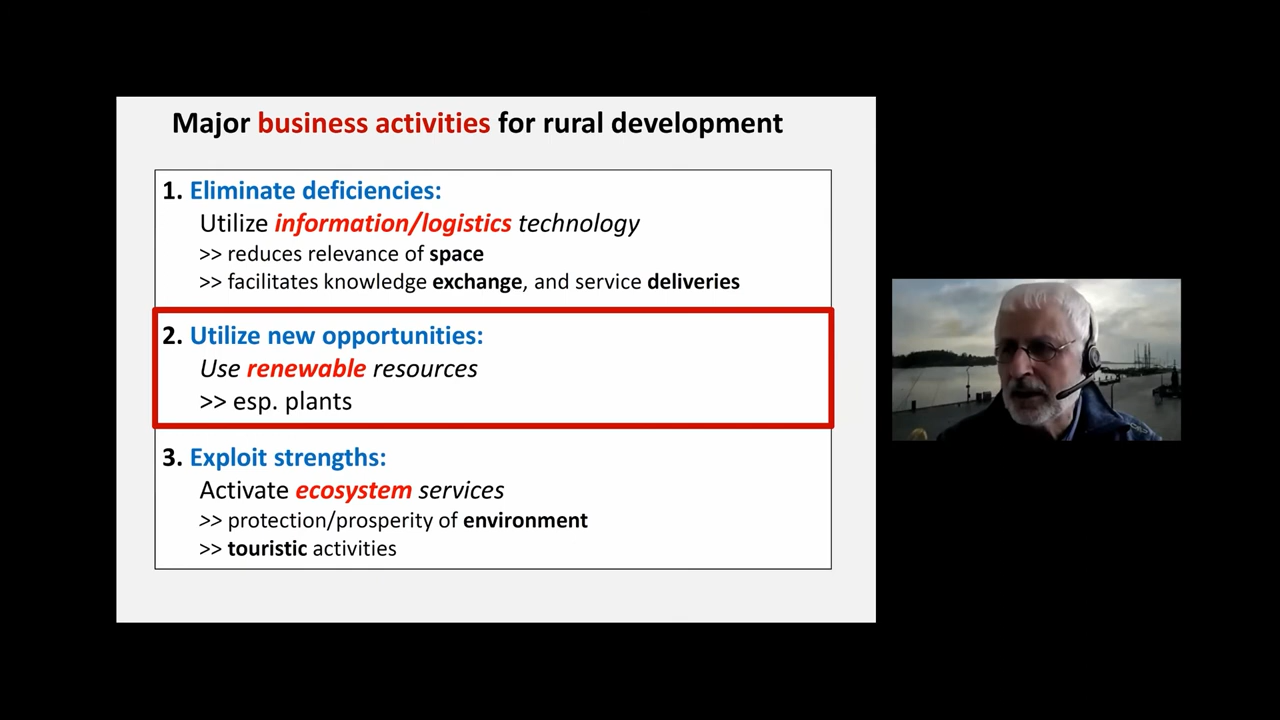 Major business activities for rural development
1. Eliminate deficiencies:
Utilize information/logistics technology
>> reduces relevance of space
>> facilitates knowledge exchange, and service deliveries
2. Utilize new opportunities:
Use renewable resources
>> esp. plants
3. Exploit strengths:
Activate ecosystem services
>> protection/prosperity of environment
>> touristic activities